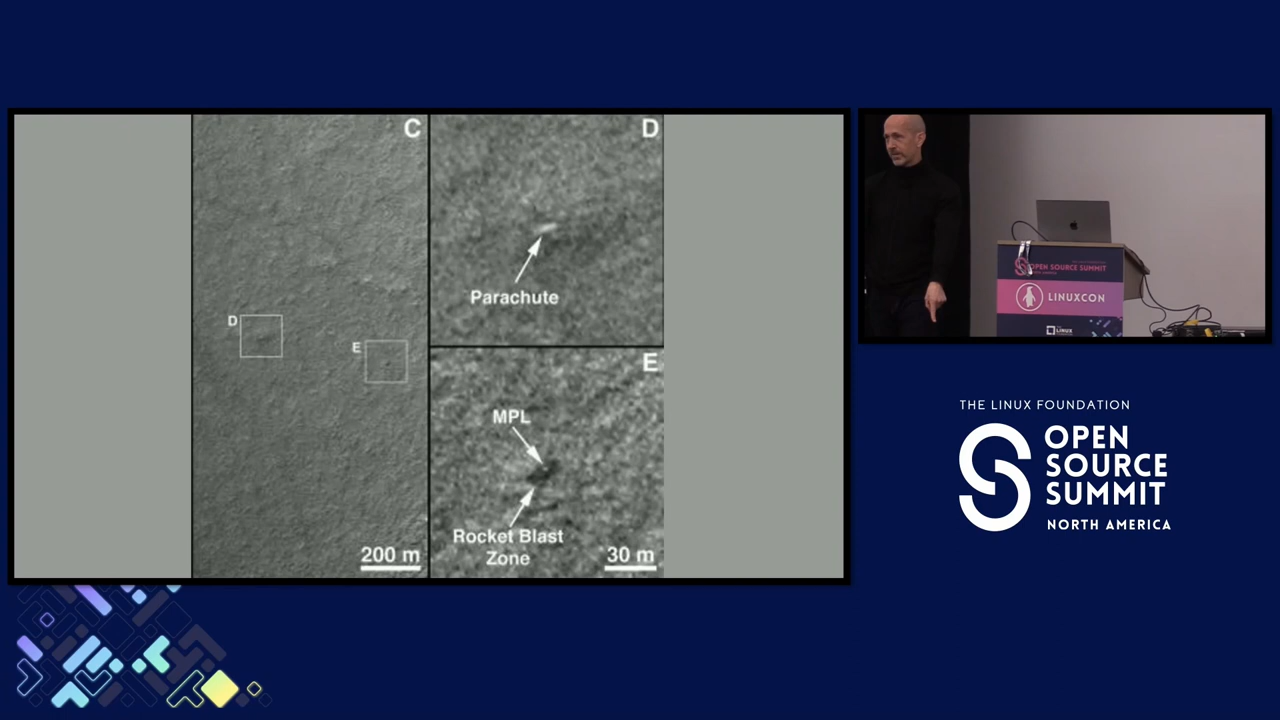 C
D
E
200 m
D
Parachute
E
MPL
Rocket Blast
Zone
30 m
OPEN SOURCE SUMMIT
LINUXCON
THE LINUX FOUNDATION
OPEN
SOURCE
SUMMIT
NORTH AMERICA